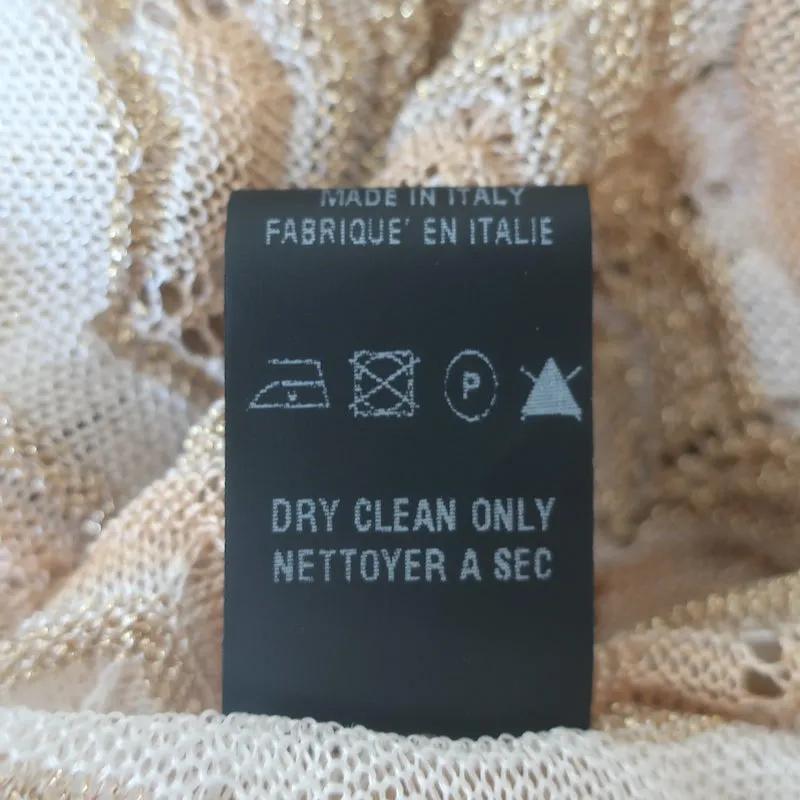 MADE IN ITALY
FABRIQUE' EN ITALIE
P
DRY CLEAN ONLY
NETTOYER A SEC